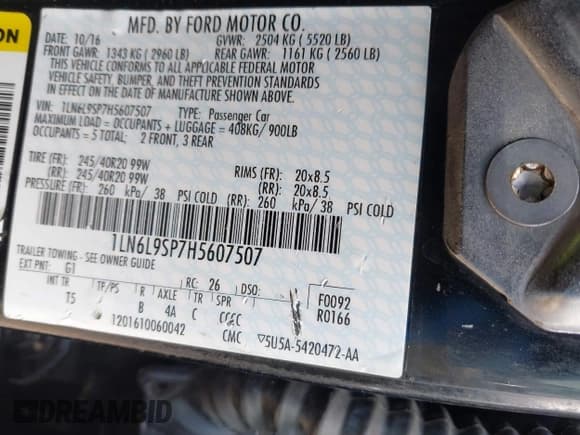 ON
MFD. BY FORD MOTOR CO.
DATE: 10/16 GVWR: 2504 KG ( 5520 LB)
FRONT GAWR: 1343 KG ( 2960 LB) REAR GAWR: 1161 KG ( 2560 LB)
THIS VEHICLE CONFORMS TO ALL APPLICABLE FEDERAL MOTOR
VEHICLE SAFETY, BUMPER, AND THEFT PREVENTION STANDARDS
IN EFFECT ON THE DATE OF MANUFACTURE SHOWN ABOVE.
VIN: 1LN6L9SP7H5607507 TYPE: Passenger Car
MAXIMUM LOAD = OCCUPANTS + LUGGAGE = 408KG/ 900LB
OCCUPANTS = 5 TOTAL: 2 FRONT, 3 REAR
TIRE (FR): 245/40R20 99W RIMS (FR): 20x8.5
(RR): 245/40R20 99W (RR): 20x8.5
PRESSURE (FR): 260 kPa/ 38 PSI COLD (RR): 260 kPa/ 38 PSI COLD
1LN6L9SP7H5607507
TRAILER TOWING - SEE OWNER GUIDE
EXT PNT: G1 RC: 26 DSO: F0092
INT TR TP/PS R AXLE TR SPR R0166
T5 B 4A C
1201610060042 CMC 5U5A-5420472-AA
DREAMBID